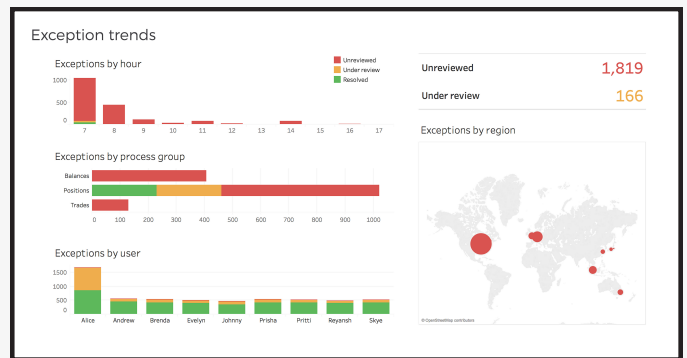 Exception trends
Exceptions by hour
Unreviewed
Under review
Resolved
1000
500
0
7 8 9 10 11 12 13 14 15 16 17
Exceptions by process group
Balances
Positions
Trades
0 100 200 300 400 500 600 700 800 900 1000
Exceptions by user
1500
1000
500
0
Alice Andrew Brenda Evelyn Johnny Prisha Pritti Reyansh Skye
Unreviewed 1,819
Under review 166
Exceptions by region
© OpenStreetMap contributors